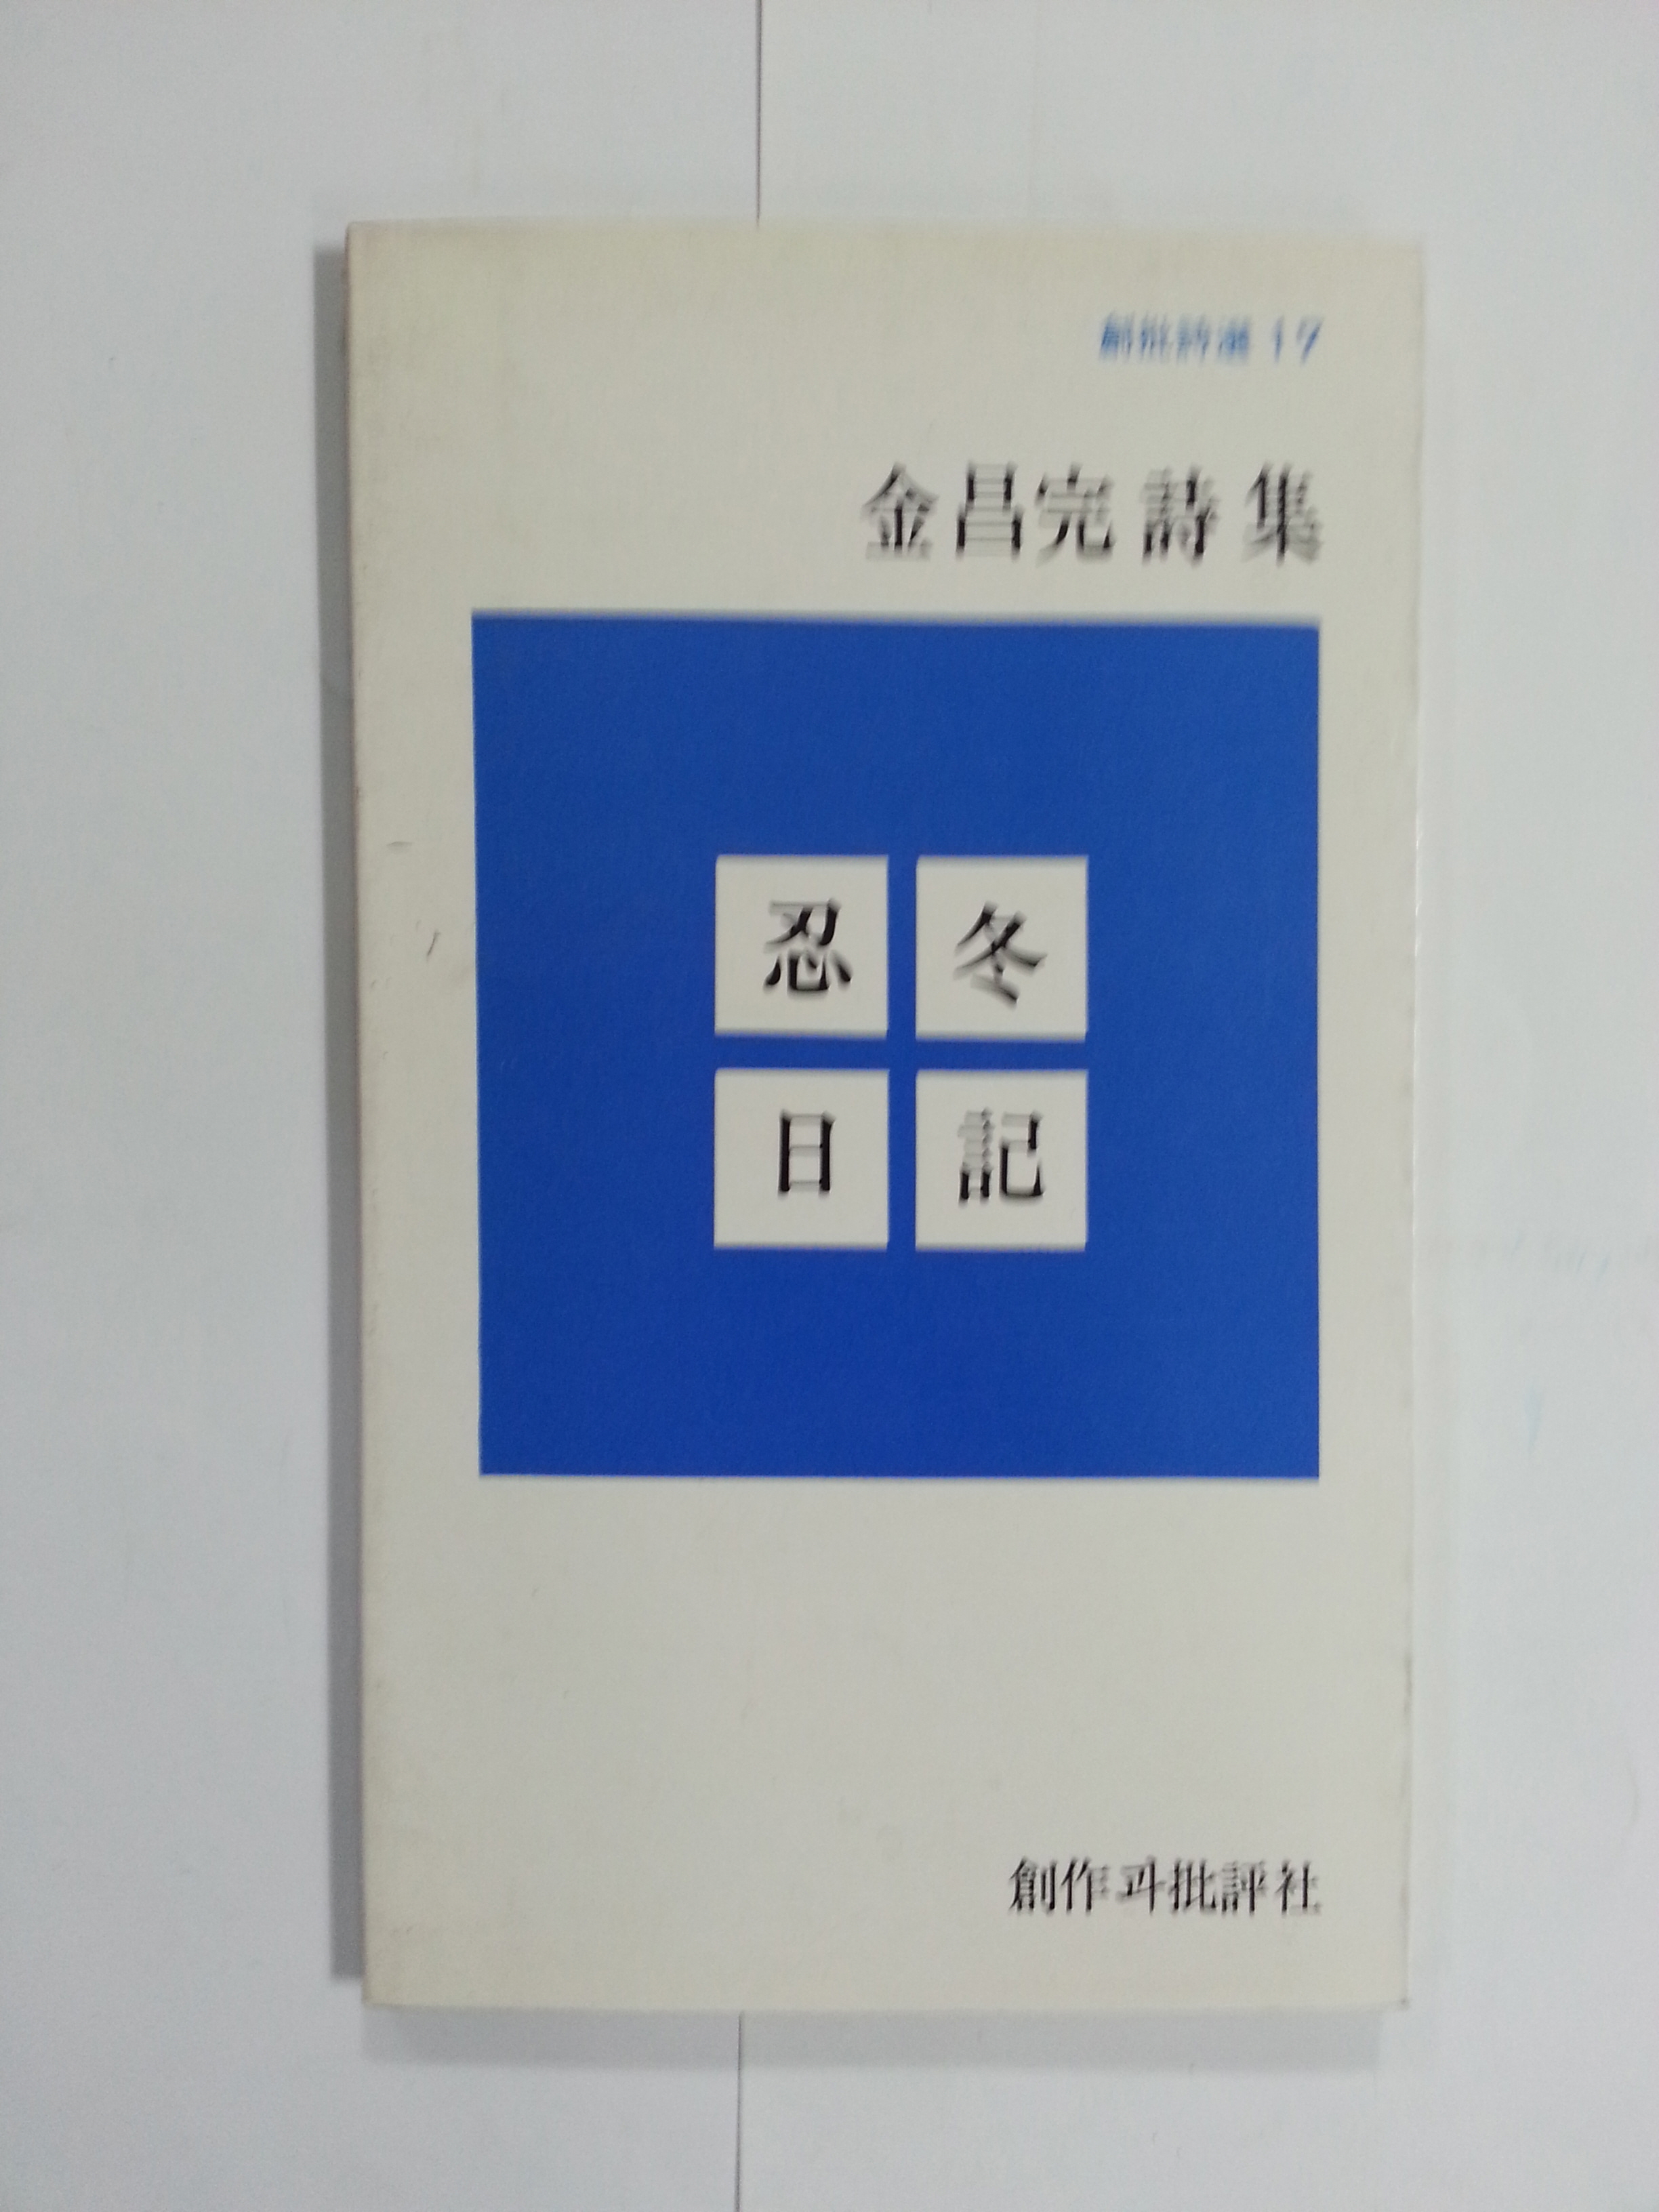 創批詩選 17
金昌完 詩集
忍冬
日記
創作과批評社